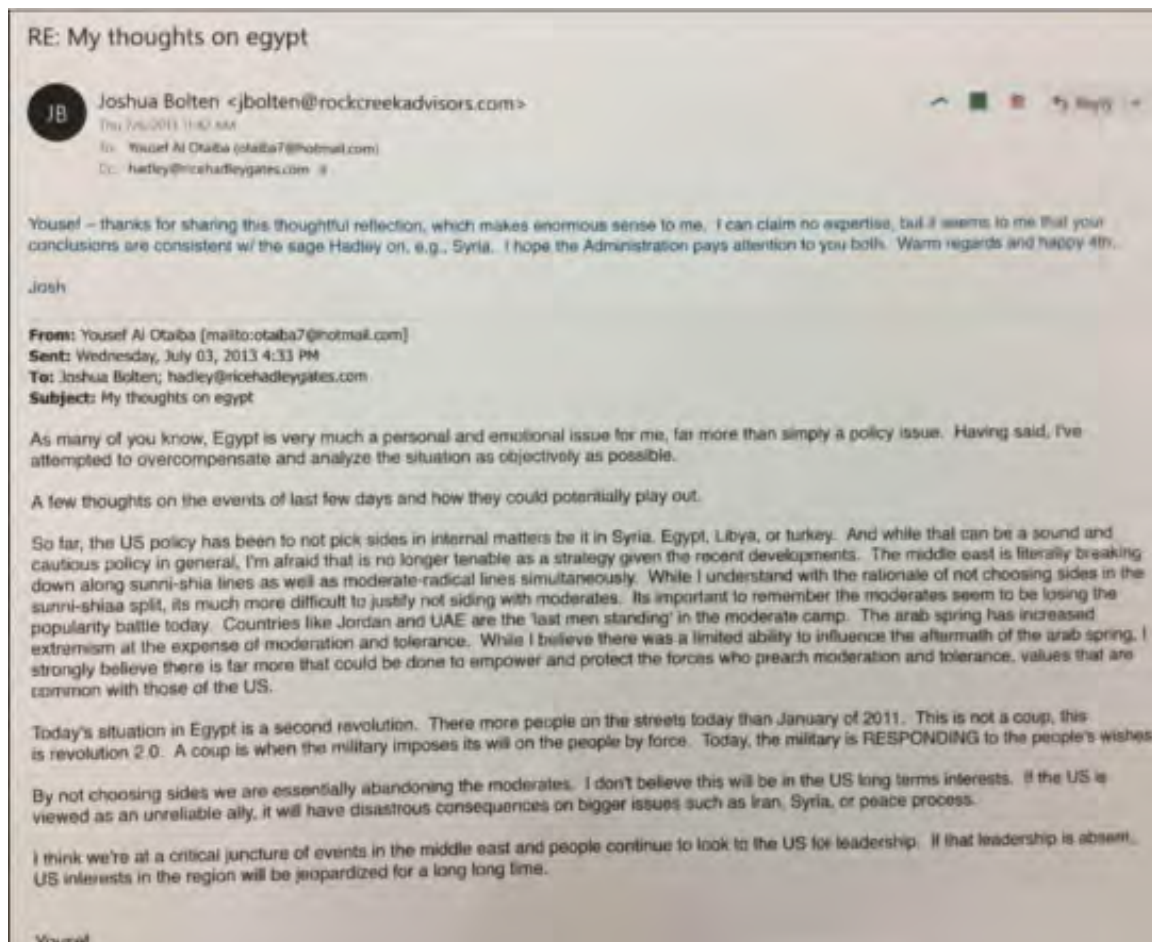 RE: My thoughts on egypt
JB
Joshua Bolten <jbolten@rockcreekadvisors.com>
Reply
To: Yousef Al Otaiba (otaiba7@hotmail.com)
Cc: hadley@ricehadleygates.com
Yousef – thanks for sharing this thoughtful reflection, which makes enormous sense to me. I can claim no expertise, but it seems to me that your
conclusions are consistent w/ the sage Hadley on, e.g., Syria. I hope the Administration pays attention to you both. Warm regards and happy 4th.
Josh
From: Yousef Al Otaiba [mailto:otaiba7@hotmail.com]
Sent: Wednesday, July 03, 2013 4:33 PM
To: Joshua Bolten; hadley@ricehadleygates.com
Subject: My thoughts on egypt
As many of you know, Egypt is very much a personal and emotional issue for me, far more than simply a policy issue. Having said, I've
attempted to overcompensate and analyze the situation as objectively as possible.
A few thoughts on the events of last few days and how they could potentially play out.
So far, the US policy has been to not pick sides in internal matters be it in Syria, Egypt, Libya, or turkey. And while that can be a sound and
cautious policy in general, I'm afraid that is no longer tenable as a strategy given the recent developments. The middle east is literally breaking
down along sunni-shia lines as well as moderate-radical lines simultaneously. While I understand with the rationale of not choosing sides in the
sunni-shiaa split, its much more difficult to justify not siding with moderates. Its important to remember the moderates seem to be losing the
popularity battle today. Countries like Jordan and UAE are the 'last men standing' in the moderate camp. The arab spring has increased
extremism at the expense of moderation and tolerance. While I believe there was a limited ability to influence the aftermath of the arab spring, I
strongly believe there is far more that could be done to empower and protect the forces who preach moderation and tolerance, values that are
common with those of the US.
Today's situation in Egypt is a second revolution. There more people on the streets today than January of 2011. This is not a coup, this
is revolution 2.0. A coup is when the military imposes its will on the people by force. Today, the military is RESPONDING to the people's wishes
By not choosing sides we are essentially abandoning the moderates. I don't believe this will be in the US long terms interests. If the US is
viewed as an unreliable ally, it will have disastrous consequences on bigger issues such as Iran, Syria, or peace process.
I think we're at a critical juncture of events in the middle east and people continue to look to the US for leadership. If that leadership is absent,
US interests in the region will be jeopardized for a long long time.
Yousef